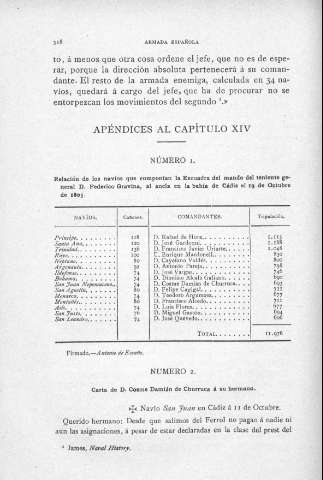 318 ARMADA ESPAÑOLA
to, á menos que otra cosa ordene el jefe, que no es de espe-
rar, porque la dirección absoluta pertenecerá á su coman-
dante. El resto de la armada enemiga, calculada en 34 na-
víos, quedará á cargo del jefe, que ha de procurar no se
entorpezcan los movimientos del segundo ¹.»
APÉNDICES AL CAPÍTULO XIV
NÚMERO 1.
Relación de los navíos que componían la Escuadra del mando del teniente ge-
neral D. Federico Gravina, al ancla en la bahía de Cádiz el 19 de Octubre
de 1805.
NAVÍOS. Cañones. COMANDANTES. Tripulación.
Príncipe. 118 D. Rafael de Hore.
Santa Ana. 120 D. José Gardoqui.
Trinidad. 136 D. Francisco Javier Uriarte.
Rayo. 100 D. Enrique Macdonell.
Neptuno. 80 D. Cayetano Valdés.
Argonauta. D. Antonio Pareja.
Ildefonso. 74 D. José Vargas.
Bahama. 74 D. Dionisio Alcalá Galiano.
San Juan Nepomuceno. 74 D. Cosme Damián de Churruca.
San Agustín. 80 D. Felipe Cagigal.
Monarca. 74 D. Teodoro Argumosa.
Montañés. 80 D. Francisco Alcedo.
Asís. 74 D. Luis Flores.
San Justo. 76 D. Miguel Gastón.
San Leandro. 74 D. José Quevedo.
TOTAL.
Firmado.—Antonio de Escaño.
NÚMERO 2.
Carta de D. Cosme Damián de Churruca á su hermano.
✠ Navío San Juan en Cádiz á 11 de Octubre.
Querido hermano: Desde que salimos del Ferrol no pagan á nadie ni
aun las asignaciones, á pesar de estar declaradas en la clase del prest del
¹ James, Naval History.